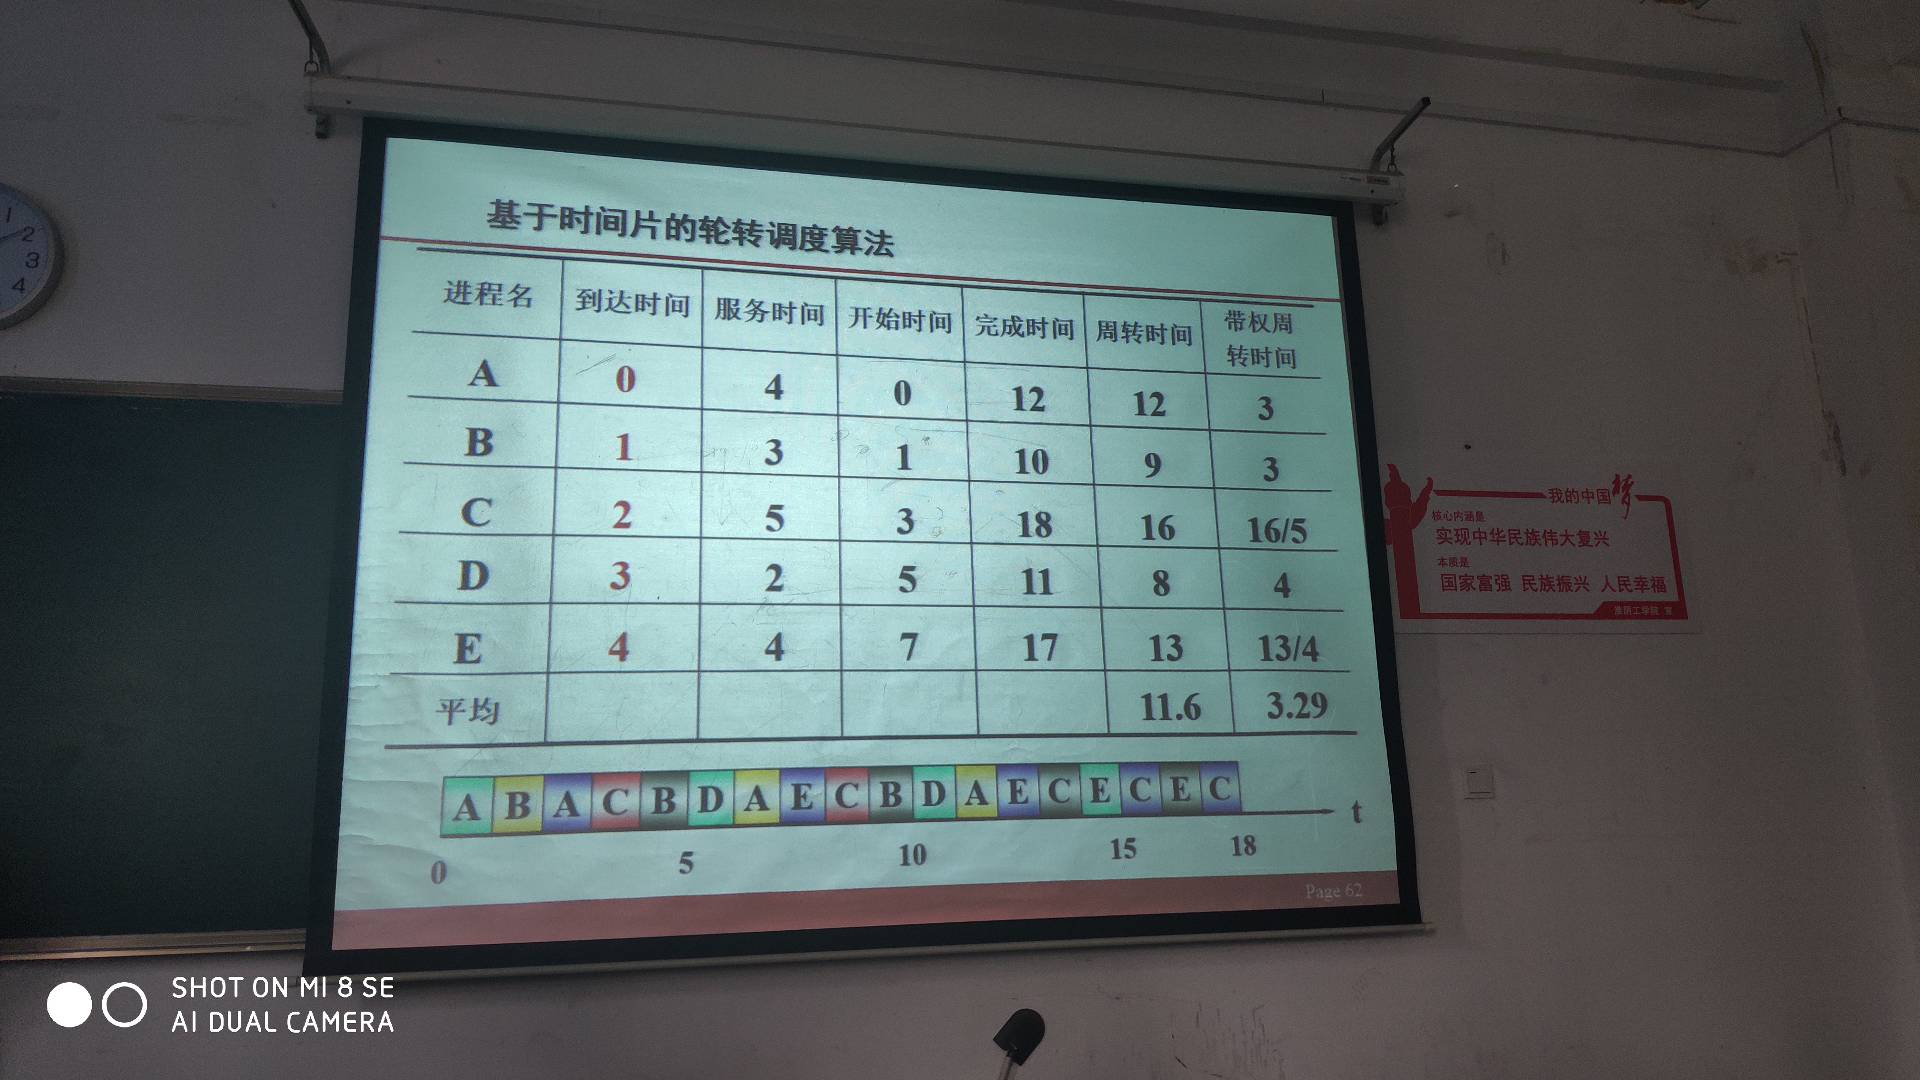 1
2
3
4
基于时间片的轮转调度算法
进程名 到达时间 服务时间 开始时间 完成时间 周转时间 带权周
转时间
A 0 4 0 12 12 3
B 1 3 1 10 9 3
C 2 5 3 18 16 16/5
D 3 2 5 11 8 4
E 4 4 7 17 13 13/4
平均 11.6 3.29
A B A C B D A E C B D A E C E C E C t
0 5 10 15 18
Page 62
我的中国梦
核心内涵是
实现中华民族伟大复兴
本质是
国家富强 民族振兴 人民幸福
淮阴工学院 宣
SHOT ON MI 8 SE
AI DUAL CAMERA